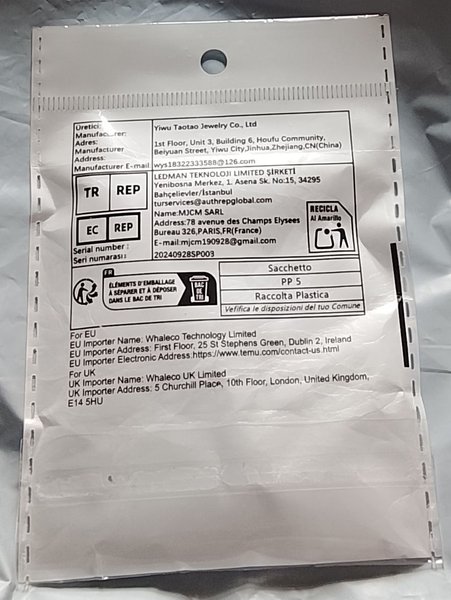 Üretici:
Manufacturer:
Yiwu Taotao Jewelry Co., Ltd
Adres:
Manufacturer
Address:
1st Floor, Unit 3, Building 6, Houfu Community,
Beiyuan Street, Yiwu City,Jinhua,Zhejiang,CN(China)
Manufacturer E-mail: wys18322333588@126.com
TR REP
LEDMAN TEKNOLOJI LIMITED ŞİRKETİ
Yenibosna Merkez, 1. Asena Sk. No:15, 34295
Bahçelievler/İstanbul
turservices@authrepglobal.com
EC REP
Name:MJCM SARL
Address:78 avenue des Champs Elysees
Bureau 326,PARIS,FR(France)
E-mail:mjcm190928@gmail.com
Serial number :
Seri numarası:
20240928SP003
RECICLA
Al Amarillo
FR
ÉLÉMENTS D'EMBALLAGE
À SÉPARER ET À DÉPOSER
DANS LE BAC DE TRI
BAC
DE
TRI
Sacchetto
PP 5
Raccolta Plastica
Vefifica le disposizioni del tuo Comune
For EU
EU Importer Name: Whaleco Technology Limited
EU Importer Address: First Floor, 25 St Stephens Green, Dublin 2, Ireland
EU Importer Electronic Address:https://www.temu.com/contact-us.html
For UK
UK Importer Name: Whaleco UK Limited
UK Importer Address: 5 Churchill Place, 10th Floor, London, United Kingdom,
E14 5HU